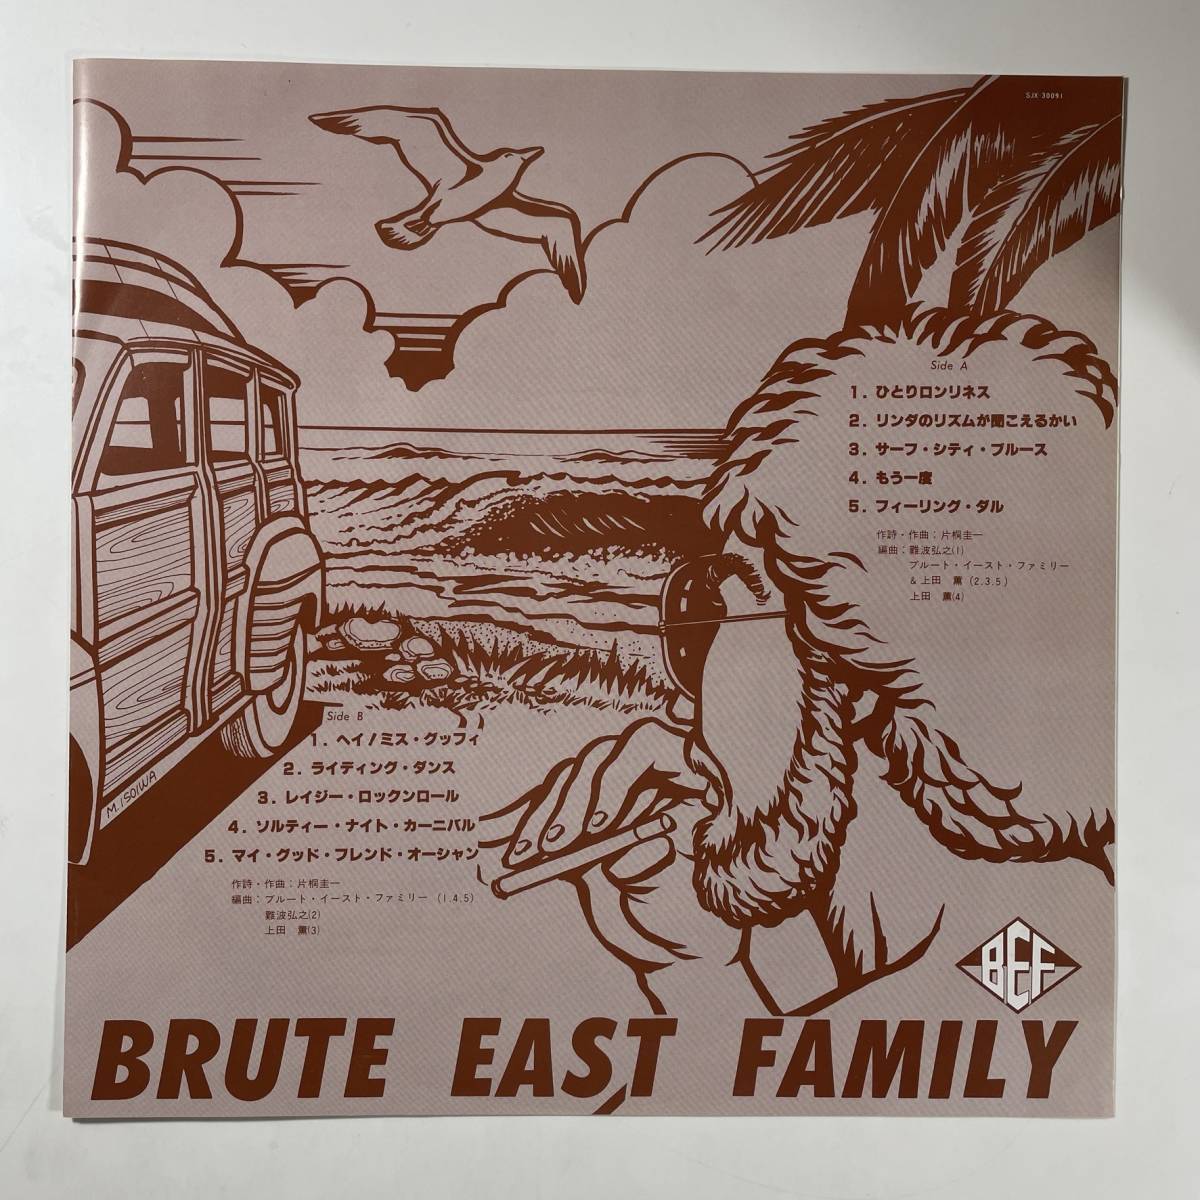 SJX-30091
Side A
1. ひとりロンリネス
2. リンダのリズムが聞こえるかい
3. サーフ・シティ・ブルース
4. もう一度
5. フィーリング・ダル
作詩・作曲：片桐圭一
編曲：難波弘之(1)
ブルート・イースト・ファミリー
&上田　薫(2.3.5)
上田　薫(4)
Side B
1. ヘイ！ミス・グッフィ
2. ライディング・ダンス
3. レイジー・ロックンロール
4. ソルティー・ナイト・カーニバル
5. マイ・グッド・フレンド・オーシャン
作詩・作曲：片桐圭一
編曲：ブルート・イースト・ファミリー (1.4.5)
難波弘之(2)
上田　薫(3)
M.ISOIWA
BEF
BRUTE EAST FAMILY